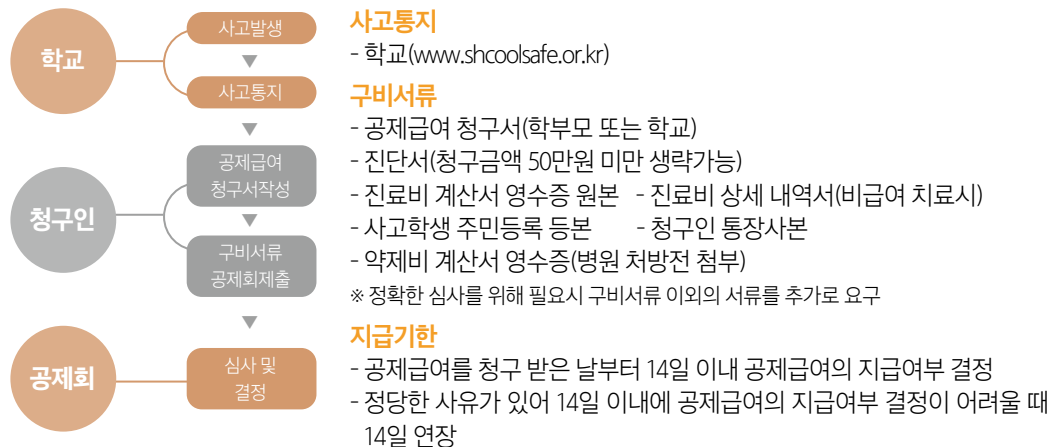 학교
사고발생
▼
사고통지
▼
청구인
공제급여
청구서작성
▼
구비서류
공제회제출
▼
공제회
심사 및
결정
사고통지
- 학교(www.shcoolsafe.or.kr)
구비서류
- 공제급여 청구서(학부모 또는 학교)
- 진단서(청구금액 50만원 미만 생략가능)
- 진료비 계산서 영수증 원본 - 진료비 상세 내역서(비급여 치료시)
- 사고학생 주민등록 등본 - 청구인 통장사본
- 약제비 계산서 영수증(병원 처방전 첨부)
※ 정확한 심사를 위해 필요시 구비서류 이외의 서류를 추가로 요구
지급기한
- 공제급여를 청구 받은 날부터 14일 이내 공제급여의 지급여부 결정
- 정당한 사유가 있어 14일 이내에 공제급여의 지급여부 결정이 어려울 때
14일 연장